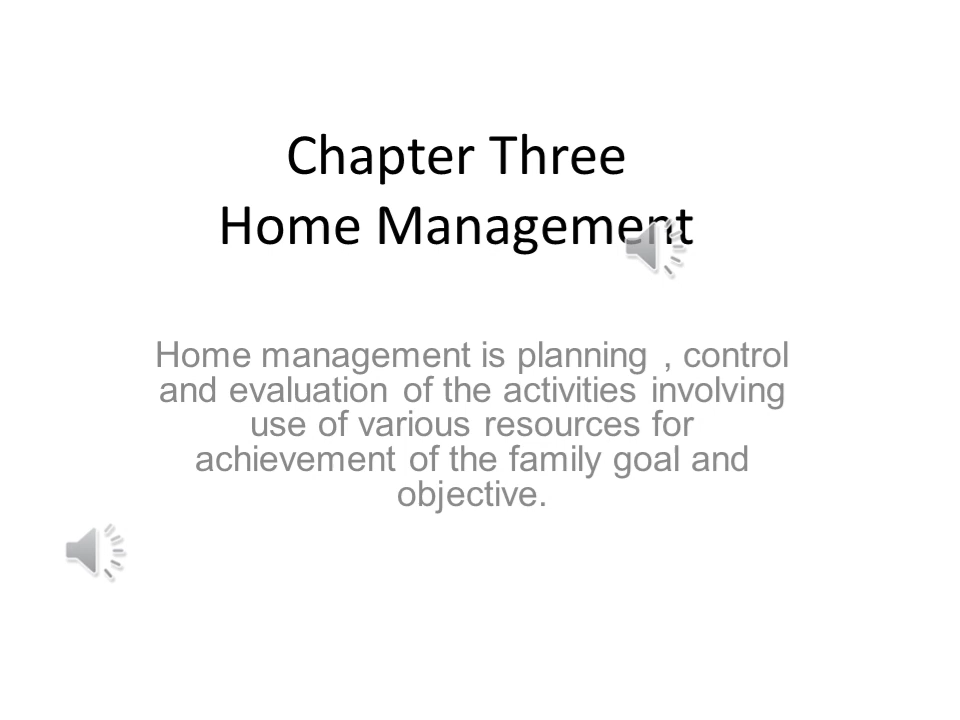 Chapter Three
Home Management
Home management is planning , control
and evaluation of the activities involving
use of various resources for
achievement of the family goal and
objective.